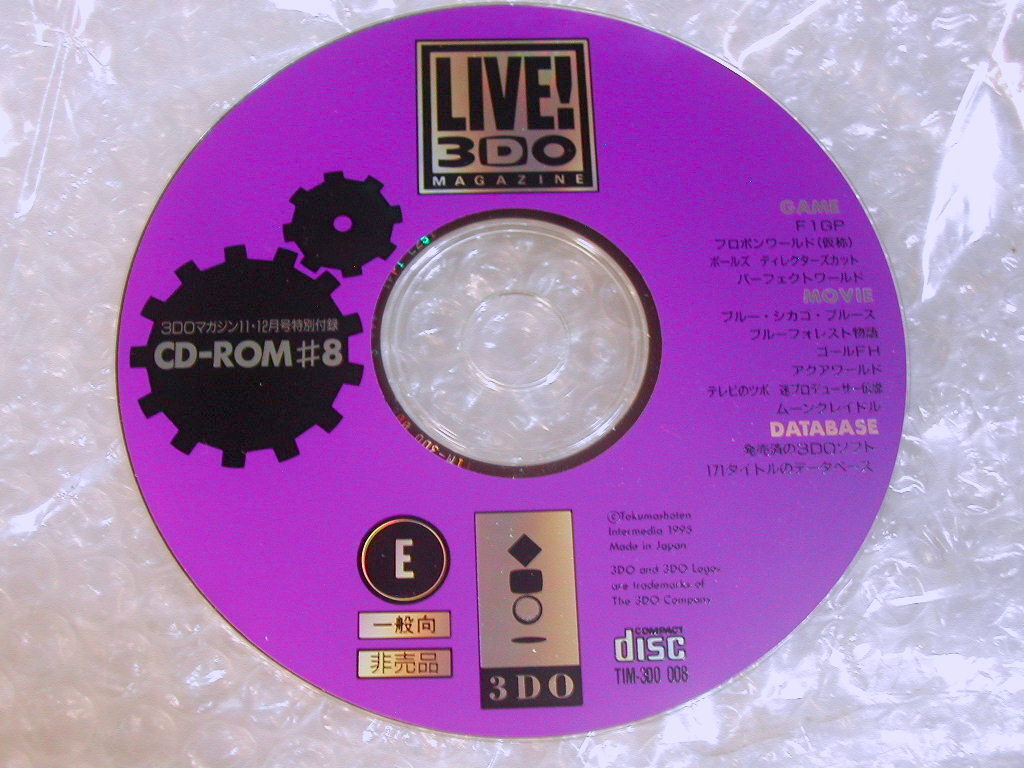 LIVE!
3DO
MAGAZINE
3DOマガジン11・12月号特別付録
CD-ROM #8
GAME
F1GP
プロポンワールド(仮称)
ボールズ ディレクターズカット
パーフェクトワールド
MOVIE
ブルー・シカゴ・ブルース
ブルーフォレスト物語
ゴールFH
アクアワールド
テレビのツボ 迷プロデューサー伝説
ムーンクレイドル
DATABASE
発売済の3DOソフト
171タイトルのデータベース
E
一般向
非売品
3DO
©Tokumashoten
Intermedia 1995
Made in Japan
3DO and 3DO Logos
are trademarks of
The 3DO Company.
COMPACT
disc
TIM-3DO 008